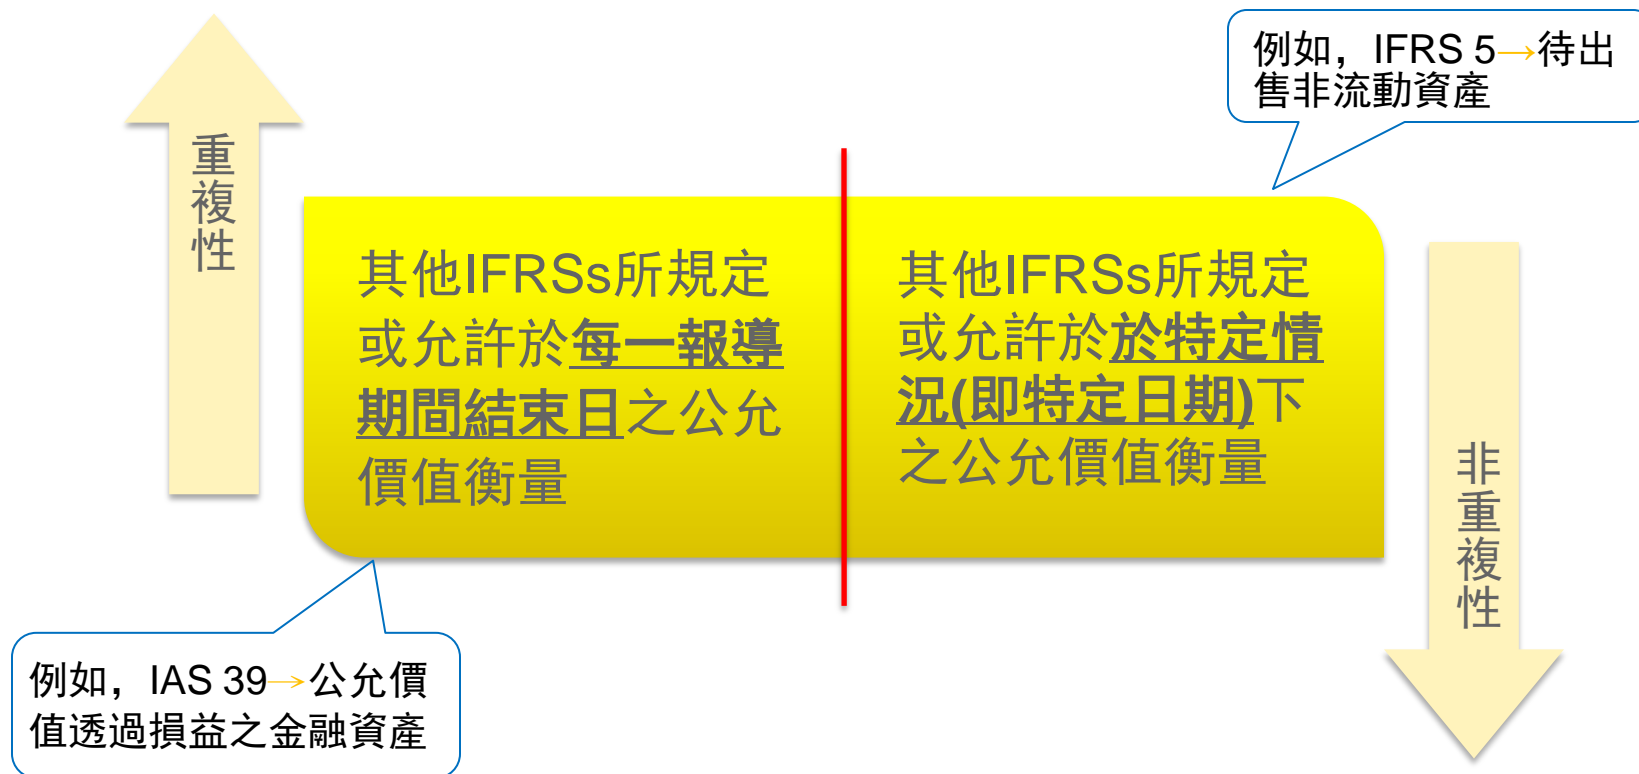 重複性
其他IFRSs所規定
或允許於每一報導
期間結束日之公允
價值衡量
例如，IAS 39→公允價
值透過損益之金融資產
例如，IFRS 5→待出
售非流動資產
其他IFRSs所規定
或允許於於特定情
況(即特定日期)下
之公允價值衡量
非重複性